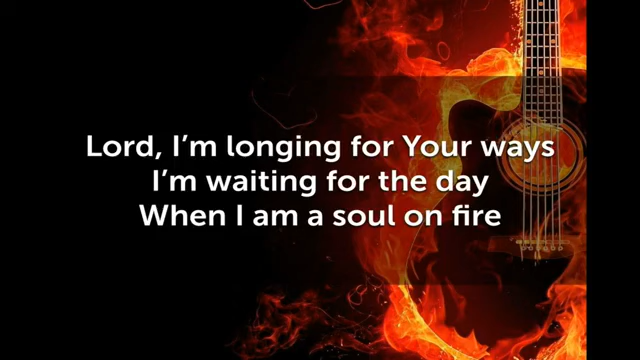 Lord, I'm longing for Your ways
I'm waiting for the day
When I am a soul on fire